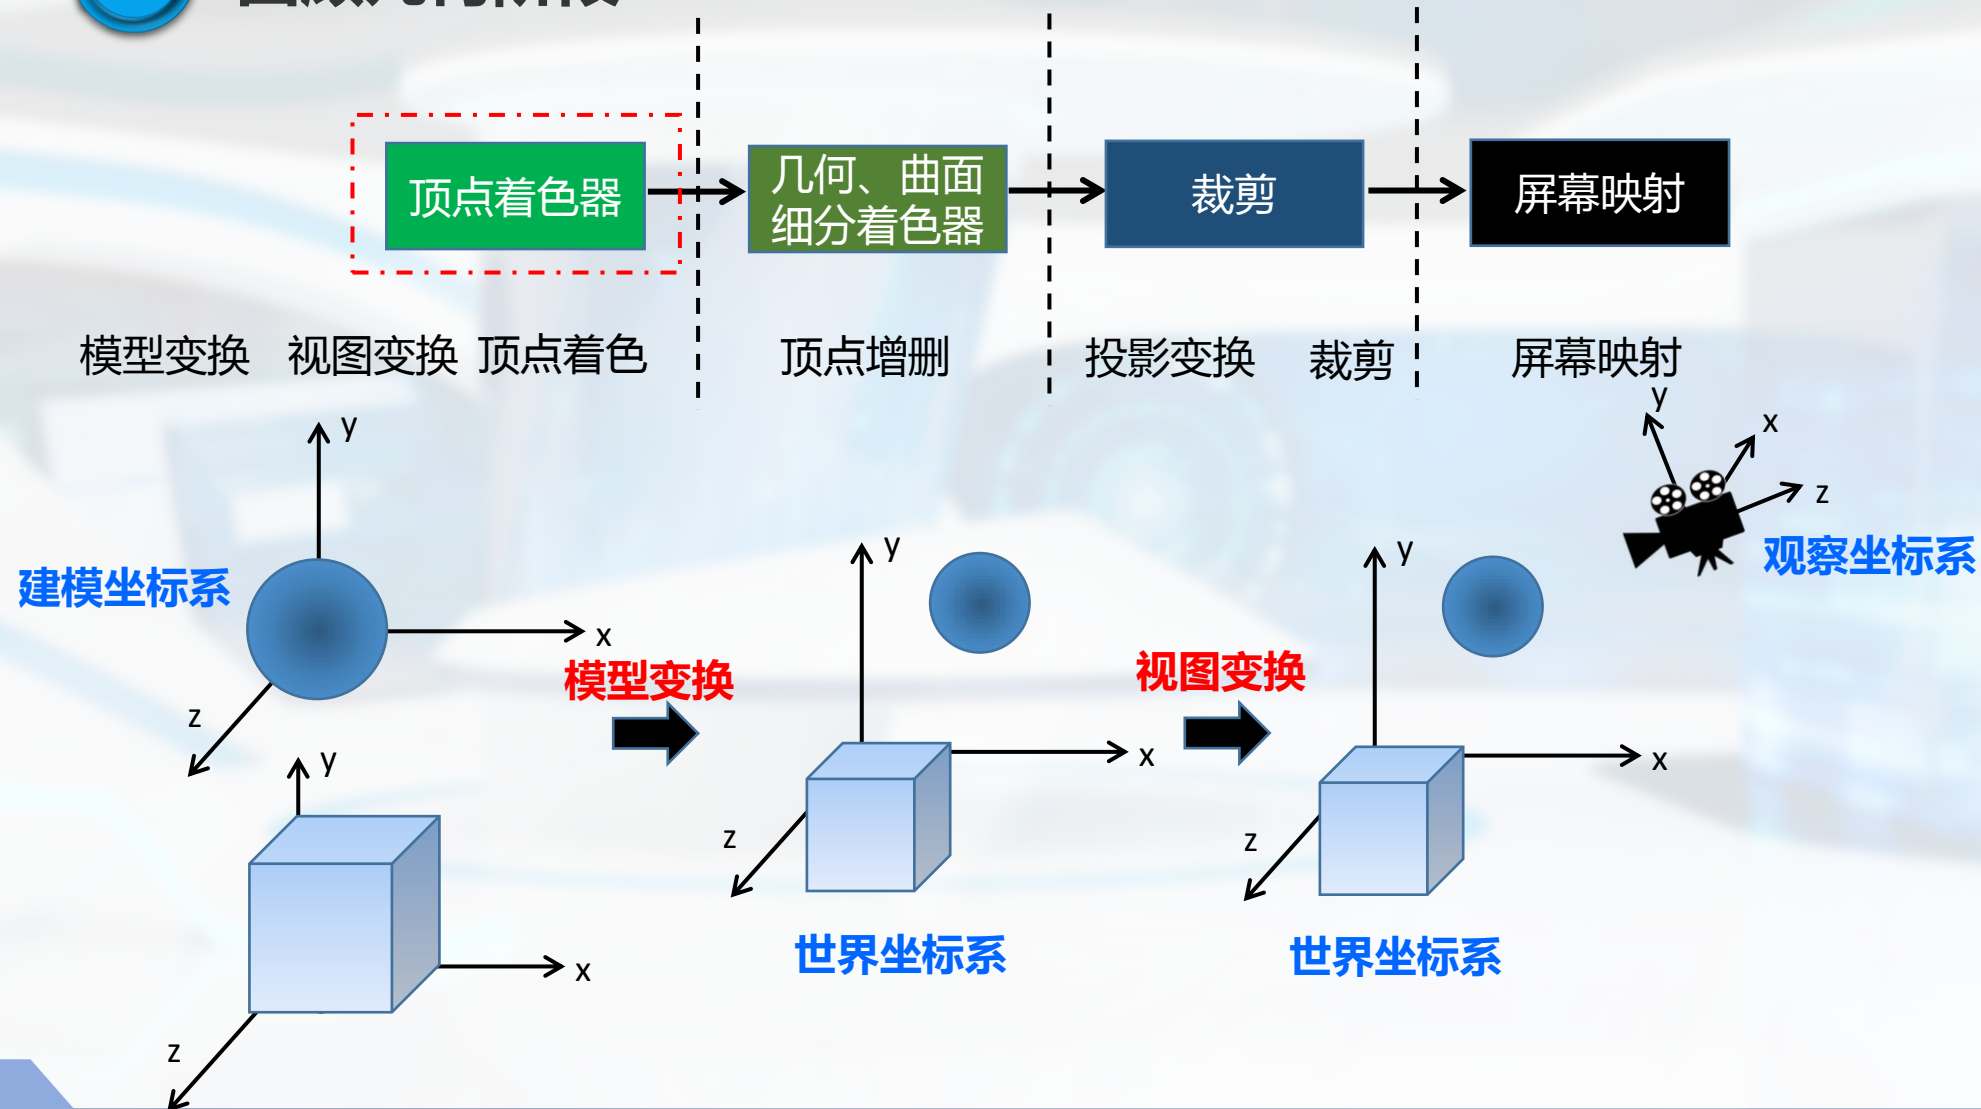 顶点着色器
几何、曲面
细分着色器
裁剪
屏幕映射
模型变换 视图变换 顶点着色
顶点增删
投影变换 裁剪
屏幕映射
y
x
z
观察坐标系
y
建模坐标系
x
z
y
x
z
模型变换
y
x
z
世界坐标系
视图变换
y
x
z
世界坐标系